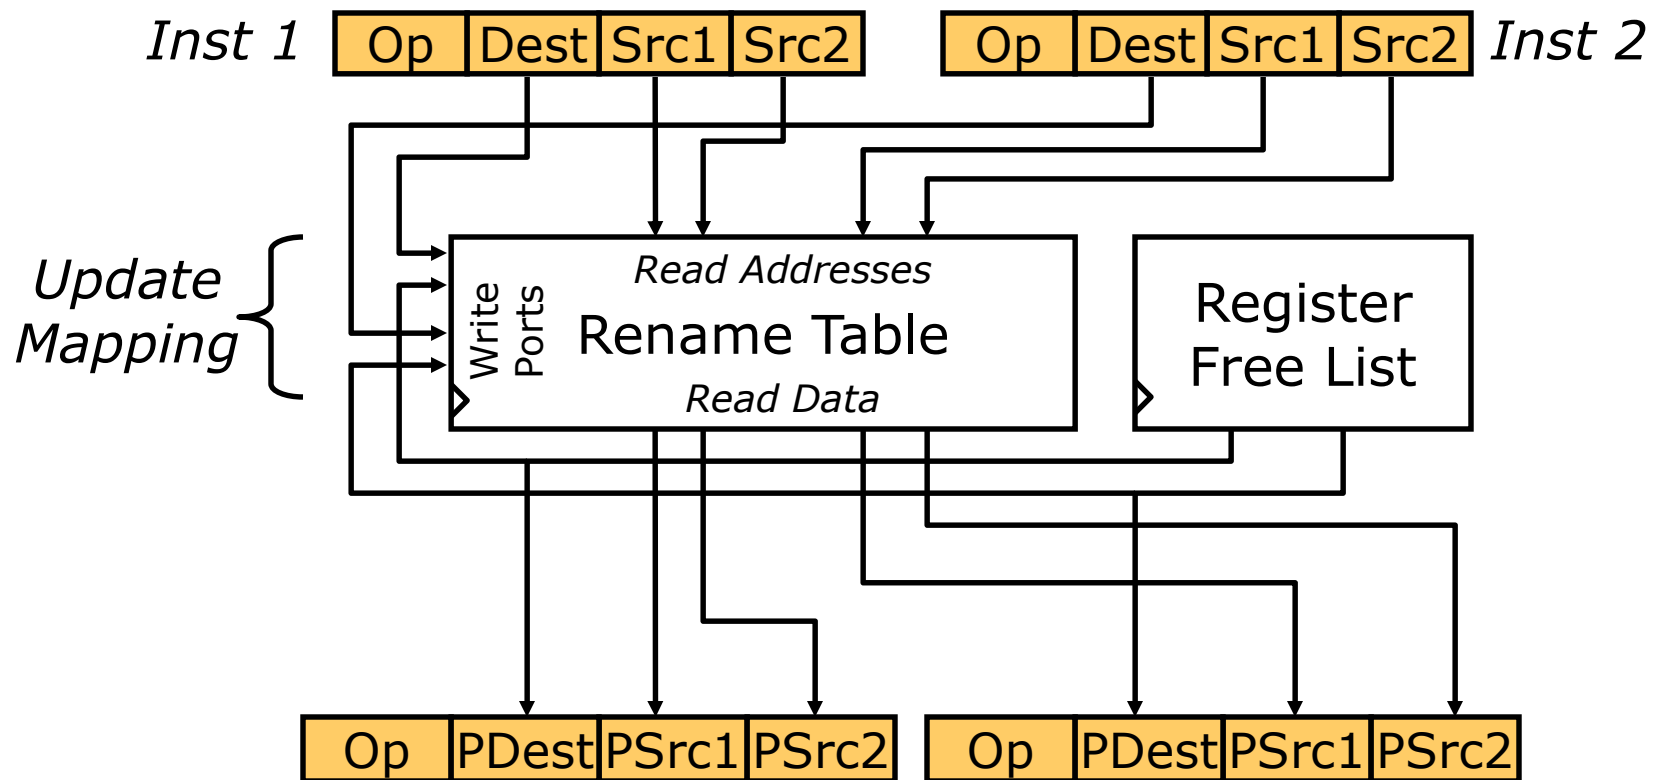 Inst 1 Op Dest Src1 Src2 Op Dest Src1 Src2 Inst 2
Update
Mapping
Write
Ports
Read Addresses
Rename Table
Read Data
Register
Free List
Op PDest PSrc1 PSrc2 Op PDest PSrc1 PSrc2